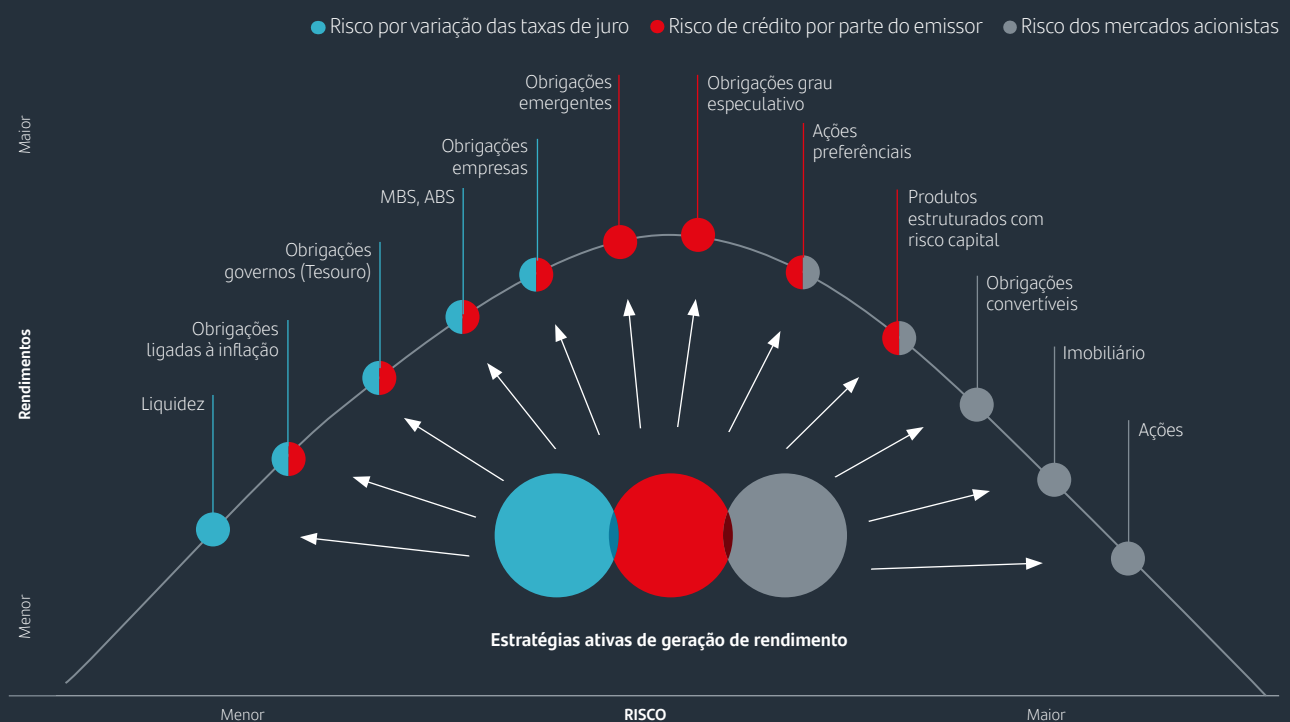 Risco por variação das taxas de juro
Risco de crédito por parte do emissor
Risco dos mercados acionistas
Maior
Rendimentos
Menor
Liquidez
Obrigações
ligadas à inflação
Obrigações
governos (Tesouro)
MBS, ABS
Obrigações
empresas
Obrigações
emergentes
Obrigações grau
especulativo
Ações
preferênciais
Produtos
estruturados com
risco capital
Obrigações
convertíveis
Imobiliário
Ações
Estratégias ativas de geração de rendimento
Menor
RISCO
Maior